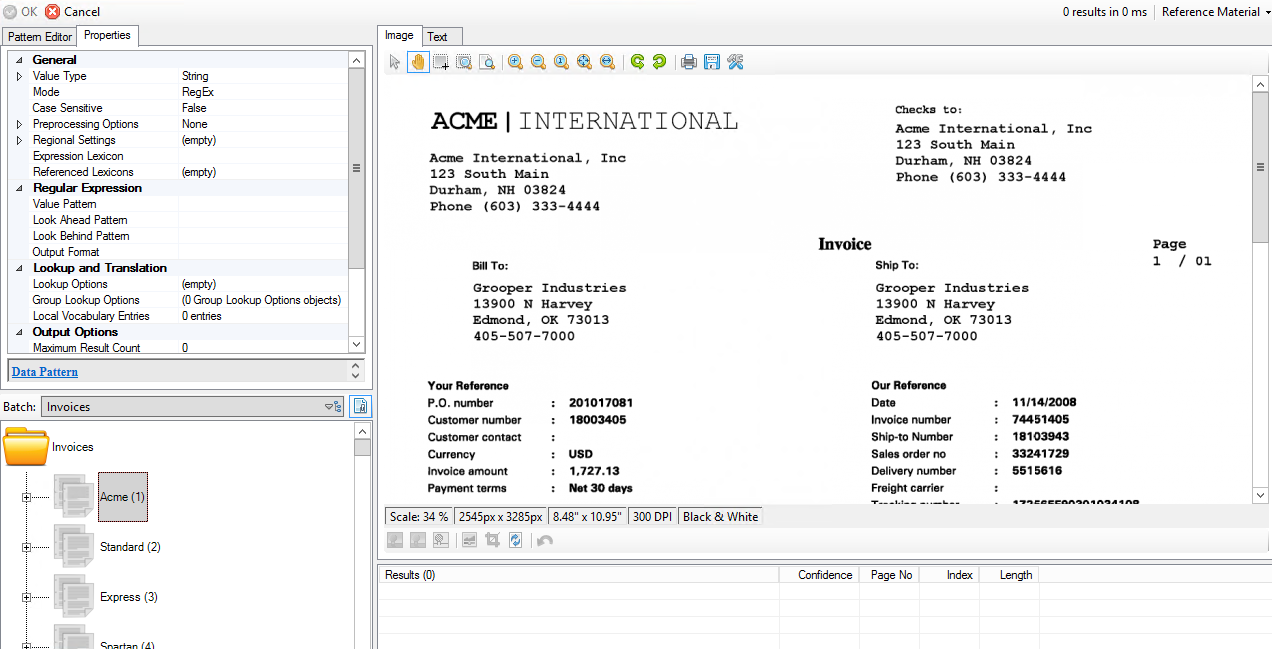 OK Cancel 0 results in 0 ms Reference Material
Pattern Editor Properties
General
Value Type String
Mode RegEx
Case Sensitive False
Preprocessing Options None
Regional Settings (empty)
Expression Lexicon
Referenced Lexicons (empty)
Regular Expression
Value Pattern
Look Ahead Pattern
Look Behind Pattern
Output Format
Lookup and Translation
Lookup Options (empty)
Group Lookup Options (0 Group Lookup Options objects)
Local Vocabulary Entries 0 entries
Output Options
Maximum Result Count 0
Data Pattern
Batch: Invoices
Invoices
Acme (1)
Standard (2)
Express (3)
Spartan (4)
Image Text
ACME | INTERNATIONAL
Acme International, Inc
123 South Main
Durham, NH 03824
Phone (603) 333-4444
Checks to:
Acme International, Inc
123 South Main
Durham, NH 03824
Phone (603) 333-4444
Invoice
Page
1 / 01
Bill To:
Grooper Industries
13900 N Harvey
Edmond, OK 73013
405-507-7000
Ship To:
Grooper Industries
13900 N Harvey
Edmond, OK 73013
405-507-7000
Your Reference
P.O. number : 201017081
Customer number : 18003405
Customer contact :
Currency : USD
Invoice amount : 1,727.13
Payment terms : Net 30 days
Our Reference
Date : 11/14/2008
Invoice number : 74451405
Ship-to Number : 18103943
Sales order no : 33241729
Delivery number : 5515616
Freight carrier :
Tracking number :
Scale: 34 % 2545px x 3285px 8.48" x 10.95" 300 DPI Black & White
Results (0) Confidence Page No Index Length